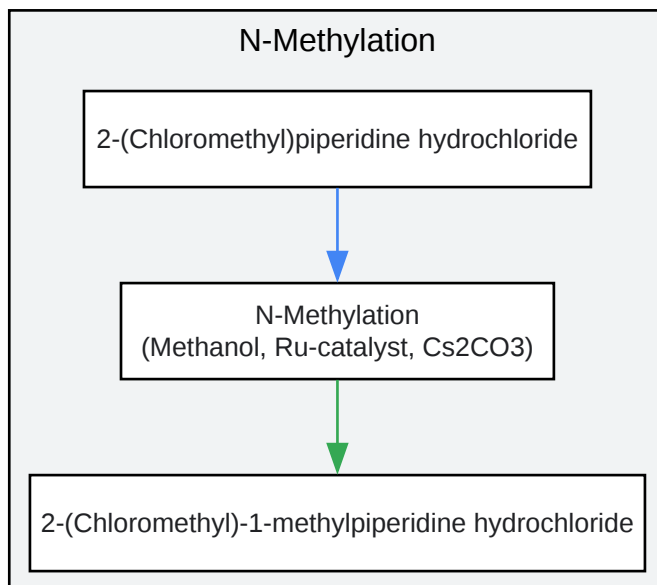 N-Methylation
2-(Chloromethyl)piperidine hydrochloride
N-Methylation
(Methanol, Ru-catalyst, Cs2CO3)
2-(Chloromethyl)-1-methylpiperidine hydrochloride